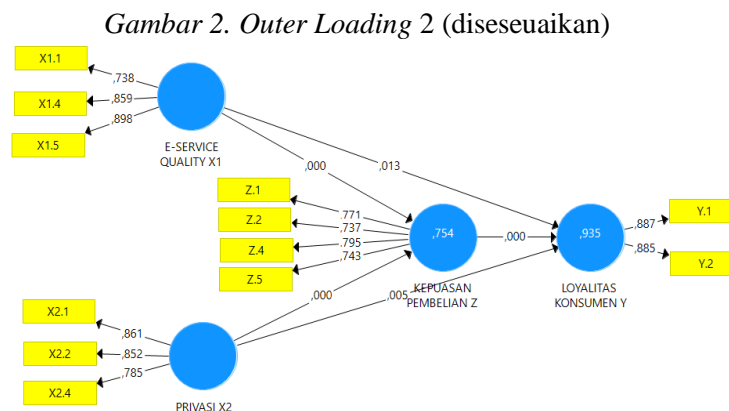 Gambar 2. Outer Loading 2 (diseseuaikan)
X1.1
,738
X1.4
,859
X1.5
,898
E-SERVICE
QUALITY X1
,000
,013
Z.1
,771
Z.2
,737
Z.4
,795
Z.5
,743
,754
KEPUASAN
PEMBELIAN Z
,000
,935
LOYALITAS
KONSUMEN Y
,887
Y.1
,885
Y.2
,000
,005
X2.1
,861
X2.2
,852
X2.4
,785
PRIVASI X2